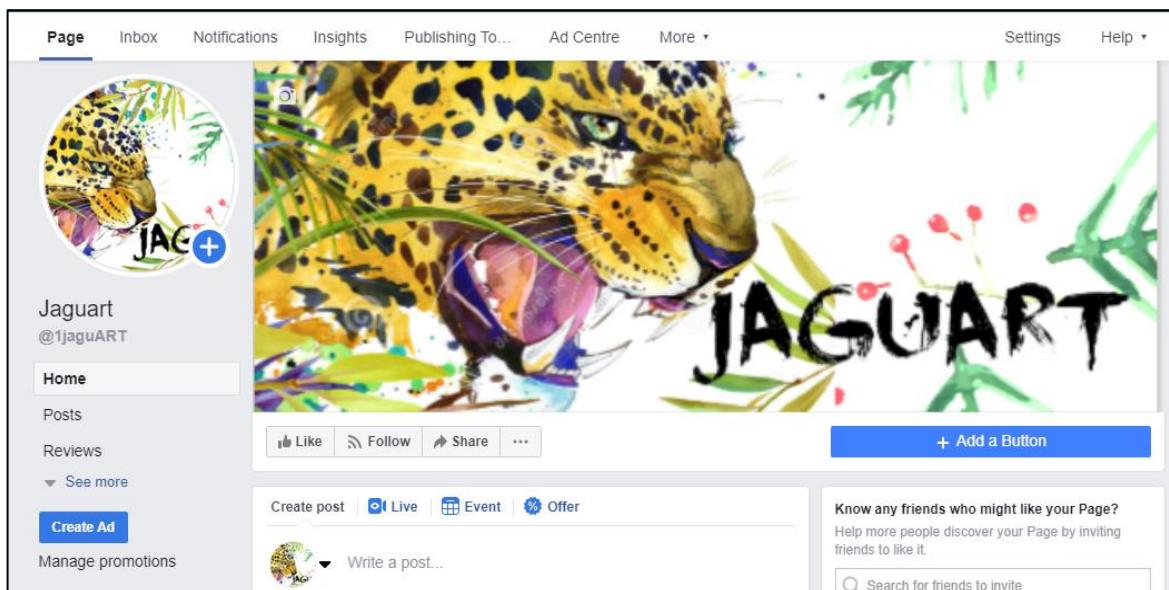 Page Inbox Notifications Insights Publishing To... Ad Centre More Settings Help
JAG
Jaguart
@1jaguART
Home
Posts
Reviews
See more
Create Ad
Manage promotions
JAGUART
Like Follow Share ...
+ Add a Button
Create post Live Event Offer
Write a post...
Know any friends who might like your Page?
Help more people discover your Page by inviting
friends to like it.
Search for friends to invite